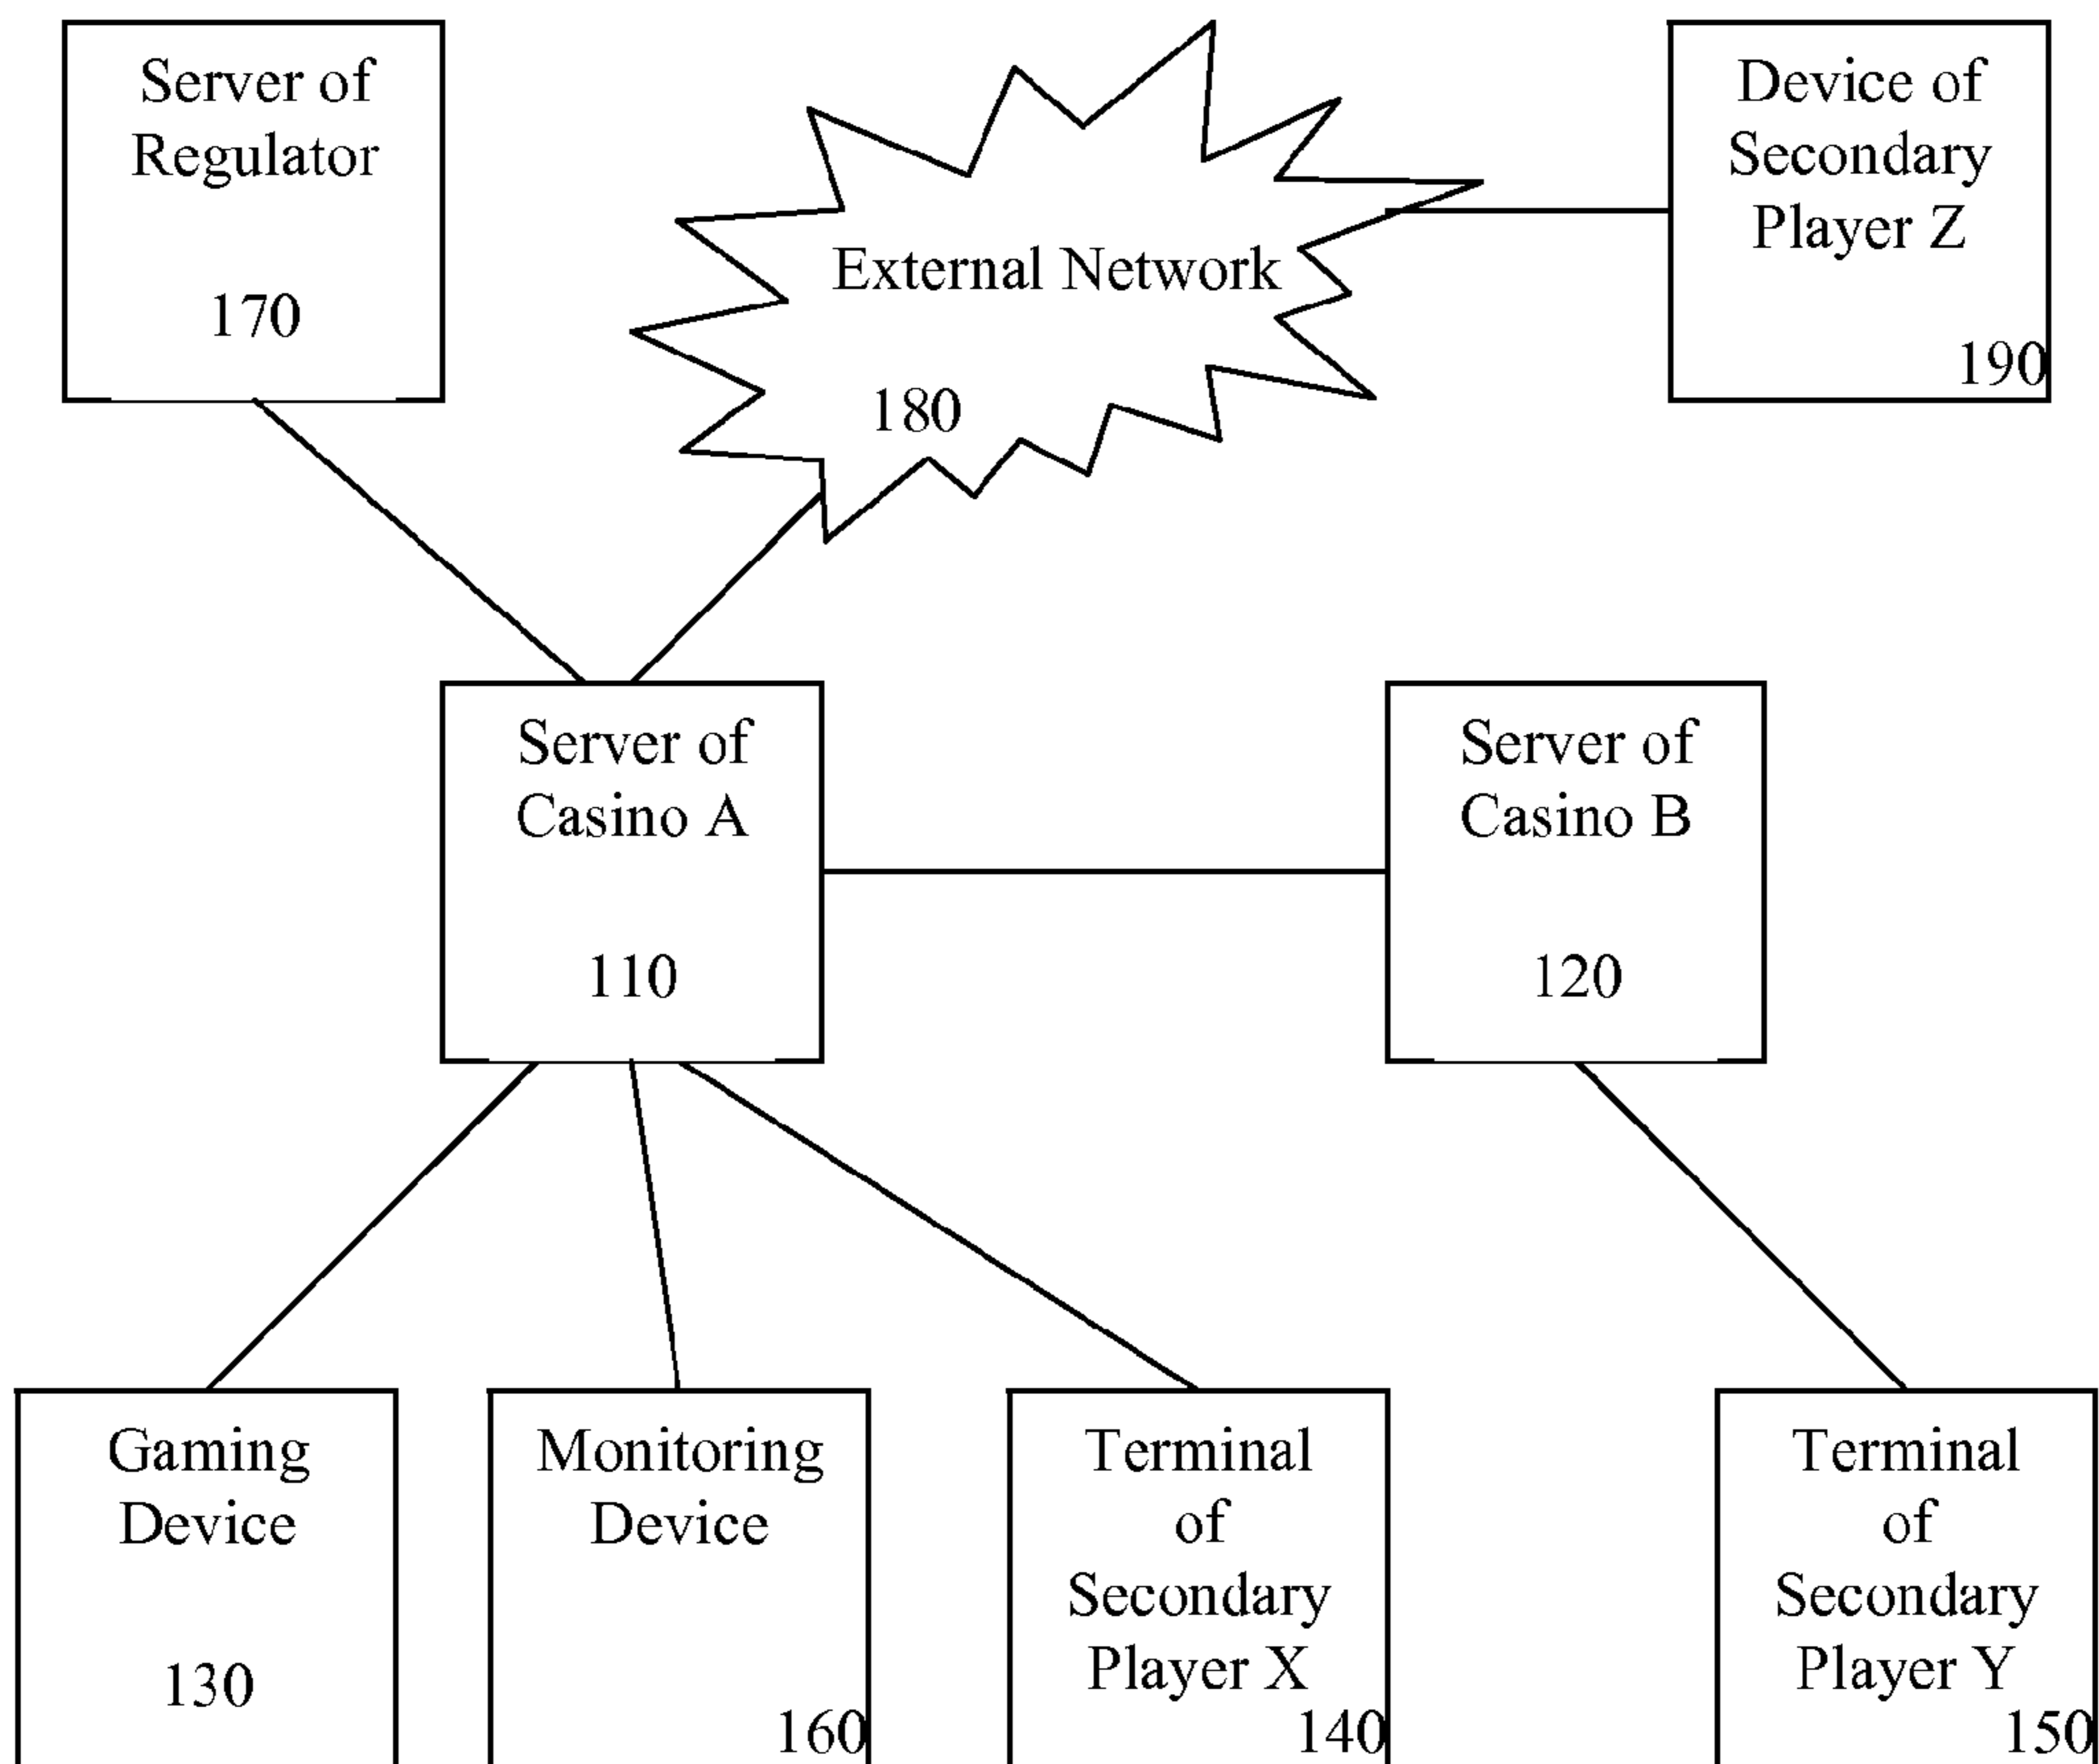 Server of
Regulator
170
External Network
180
Device of
Secondary
Player Z
190
Server of
Casino A
110
Server of
Casino B
120
Gaming
Device
130
Monitoring
Device
160
Terminal
of
Secondary
Player X
140
Terminal
of
Secondary
Player Y
150